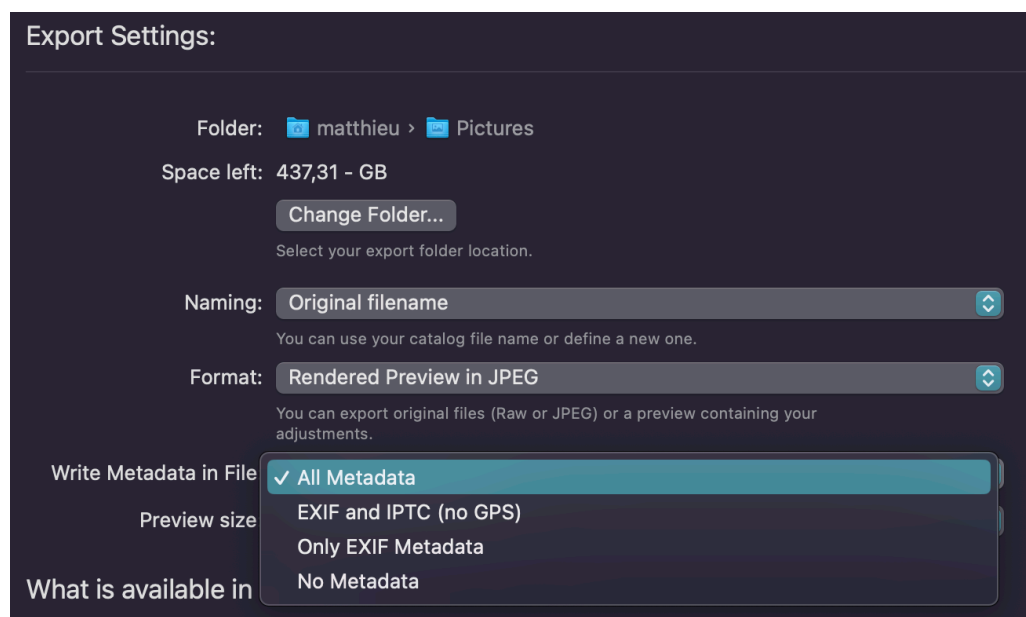 Export Settings:
Folder: matthieu › Pictures
Space left: 437,31 - GB
Change Folder...
Select your export folder location.
Naming: Original filename
You can use your catalog file name or define a new one.
Format: Rendered Preview in JPEG
You can export original files (Raw or JPEG) or a preview containing your
adjustments.
Write Metadata in File ✓ All Metadata
EXIF and IPTC (no GPS)
Preview size
Only EXIF Metadata
No Metadata
What is available in